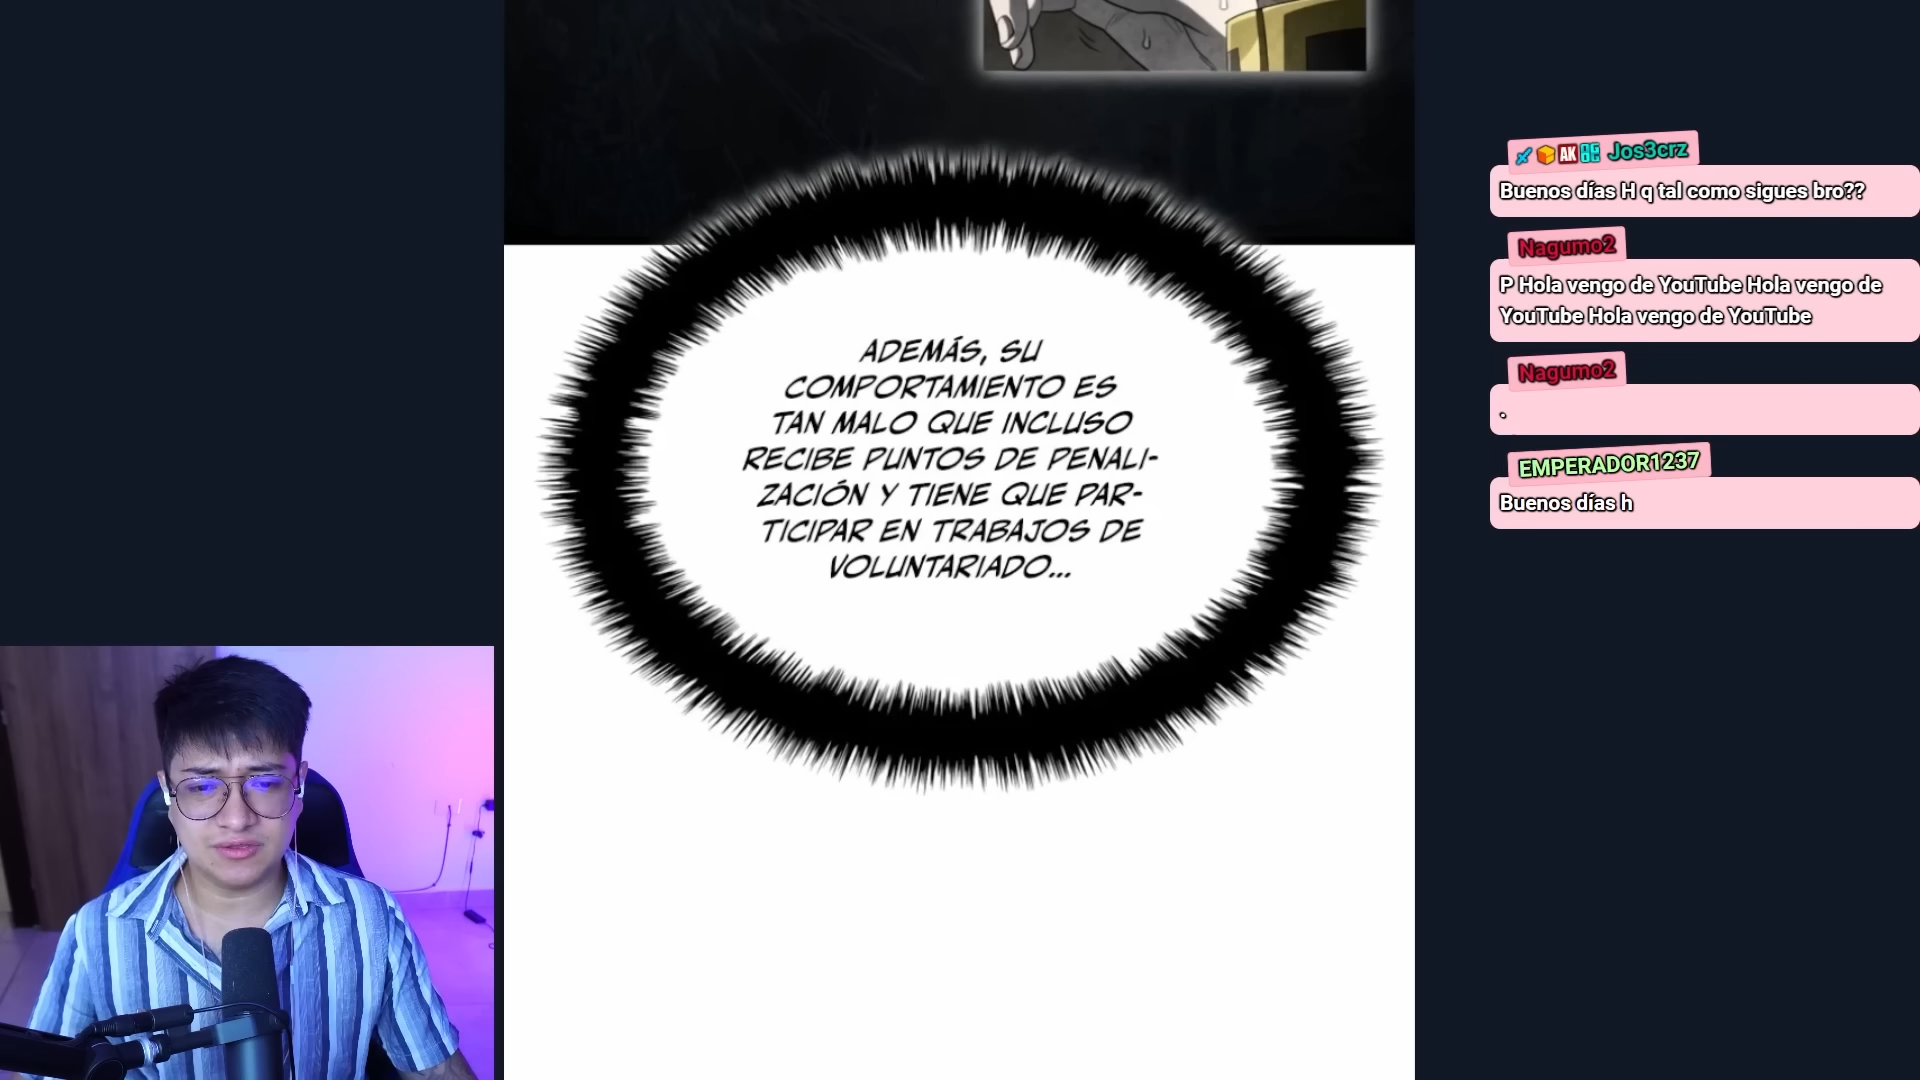 ADEMÁS, SU
COMPORTAMIENTO ES
TAN MALO QUE INCLUSO
RECIBE PUNTOS DE PENALI-
ZACIÓN Y TIENE QUE PAR-
TICIPAR EN TRABAJOS DE
VOLUNTARIADO...
AK Jos3crz
Buenos días H q tal como sigues bro??
Nagumo2
P Hola vengo de YouTube Hola vengo de
YouTube Hola vengo de YouTube
Nagumo2
.
EMPERADOR1237
Buenos días h